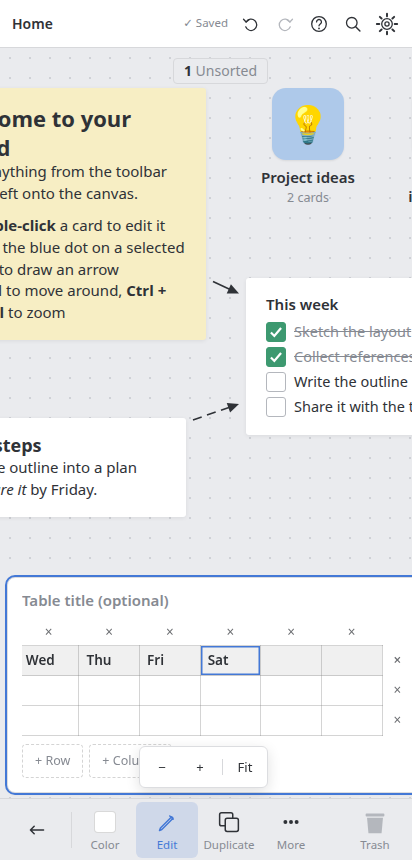 Home
✓ Saved
1 Unsorted
ome to your
d
nything from the toolbar
eft onto the canvas.
ble-click a card to edit it
the blue dot on a selected
to draw an arrow
d to move around, Ctrl +
l to zoom
Project ideas
2 cards
This week
Sketch the layout
Collect references
Write the outline
Share it with the t
steps
e outline into a plan
re it by Friday.
Table title (optional)
× × × × × ×
Wed Thu Fri Sat ×
×
×
+ Row + Colu
− + Fit
Color Edit Duplicate More Trash